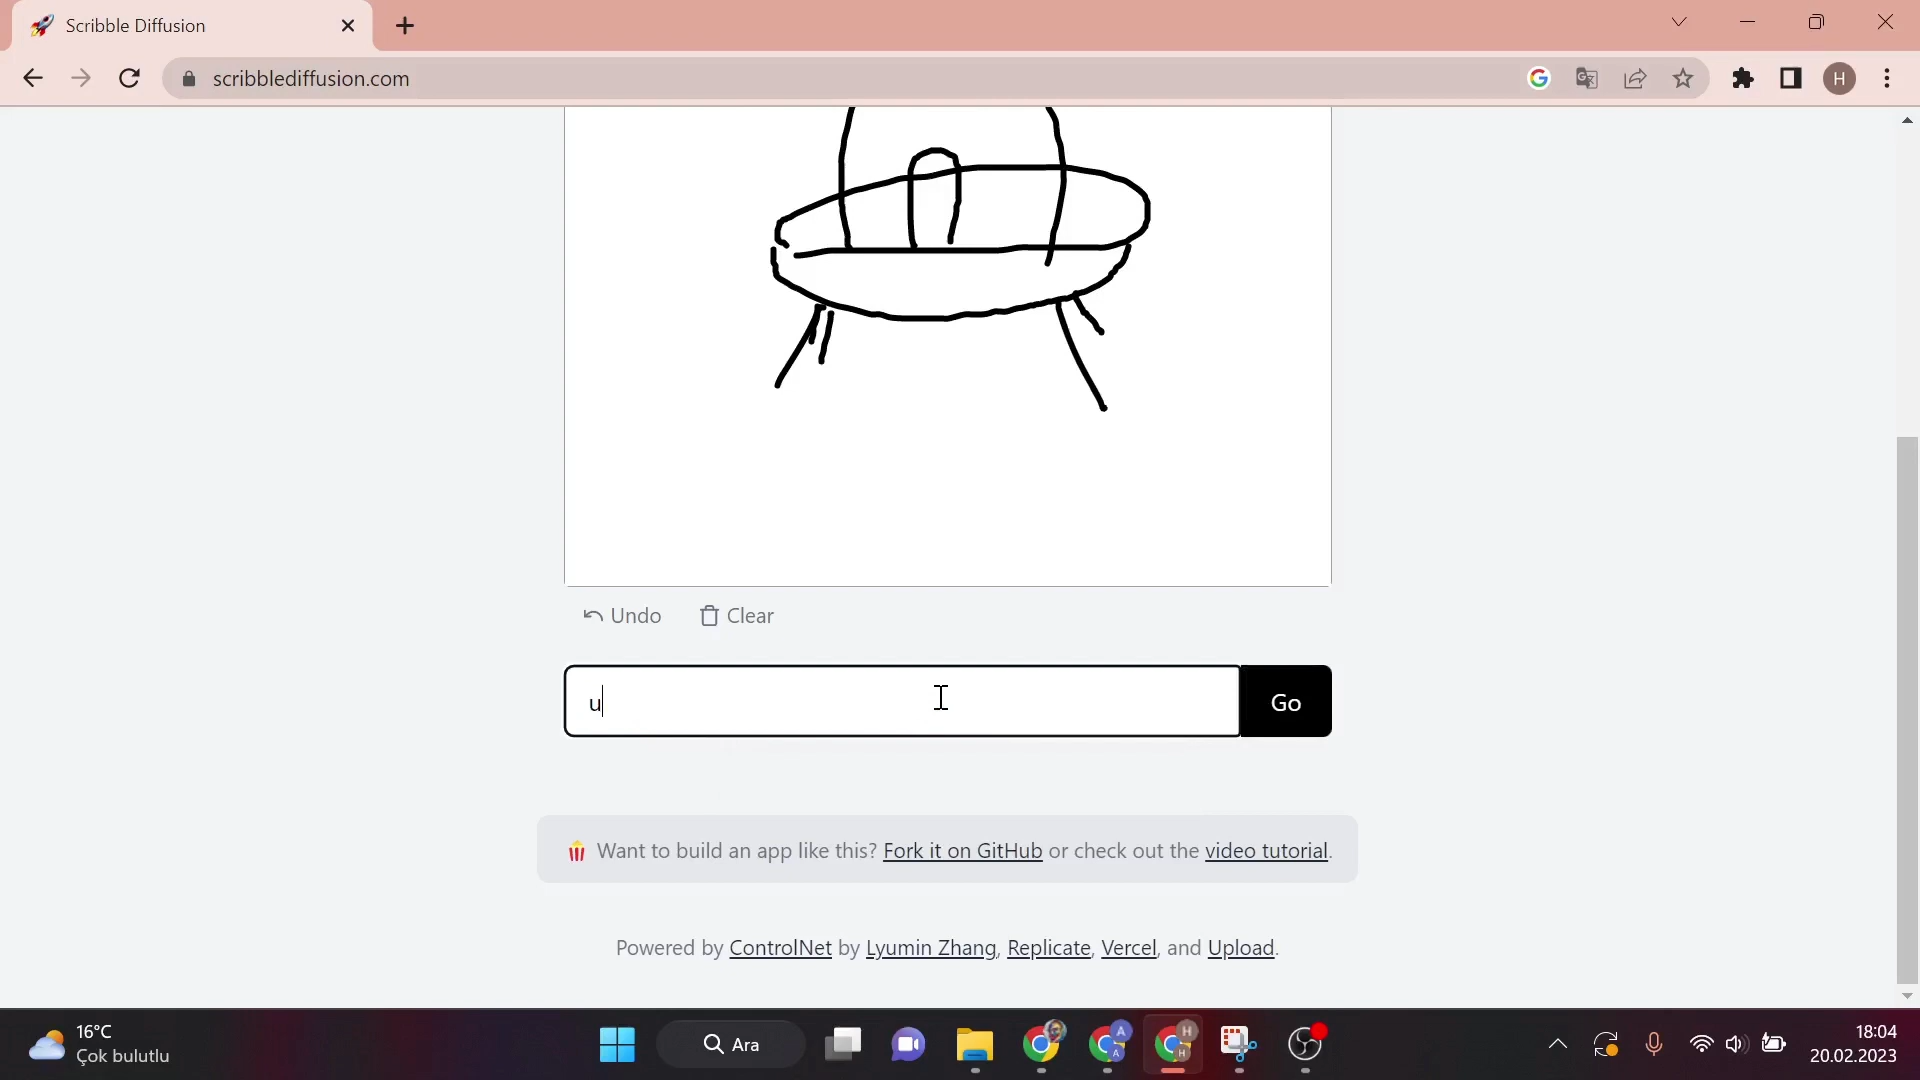 Scribble Diffusion
scribblediffusion.com
H
Undo
Clear
u
Go
Want to build an app like this? Fork it on GitHub or check out the video tutorial.
Powered by ControlNet by Lyumin Zhang, Replicate, Vercel, and Upload.
16°C
Çok bulutlu
Ara
A
A
H
H
18:04
20.02.2023